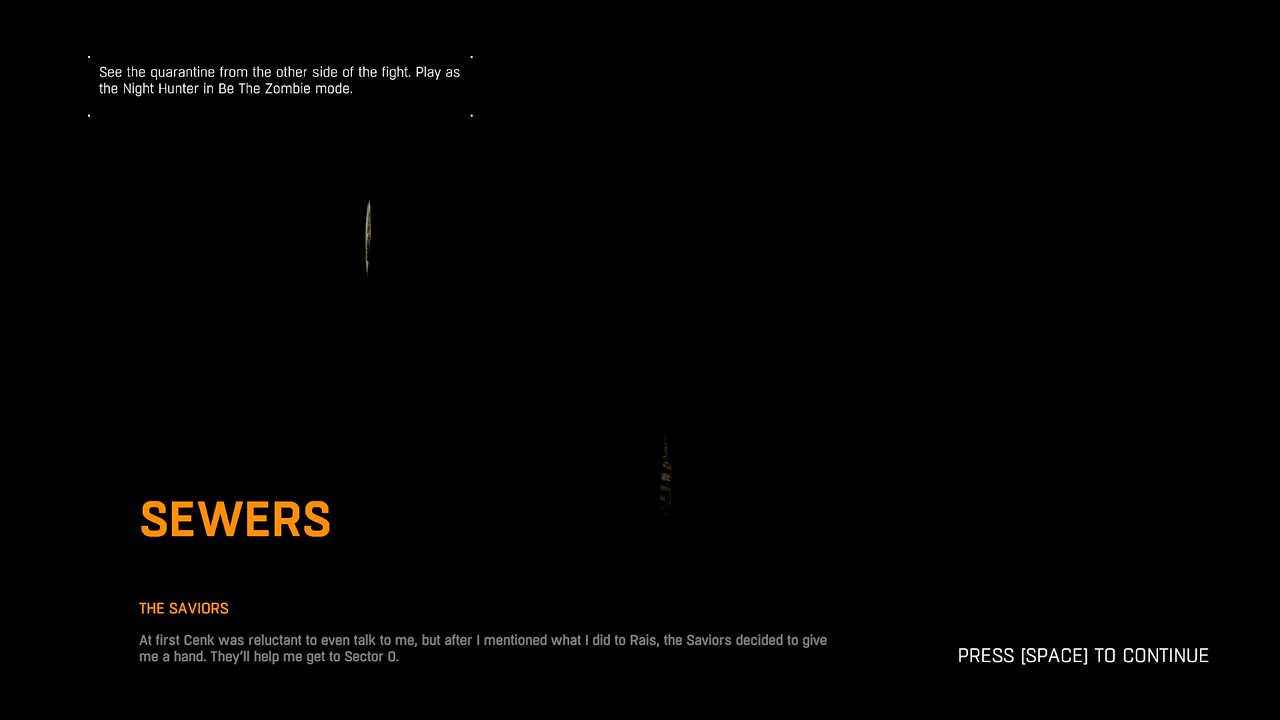 See the quarantine from the other side of the fight. Play as
the Night Hunter in Be The Zombie mode.
SEWERS
THE SAVIORS
At first Cenk was reluctant to even talk to me, but after I mentioned what I did to Rais, the Saviors decided to give
me a hand. They'll help me get to Sector 0.
PRESS [SPACE] TO CONTINUE